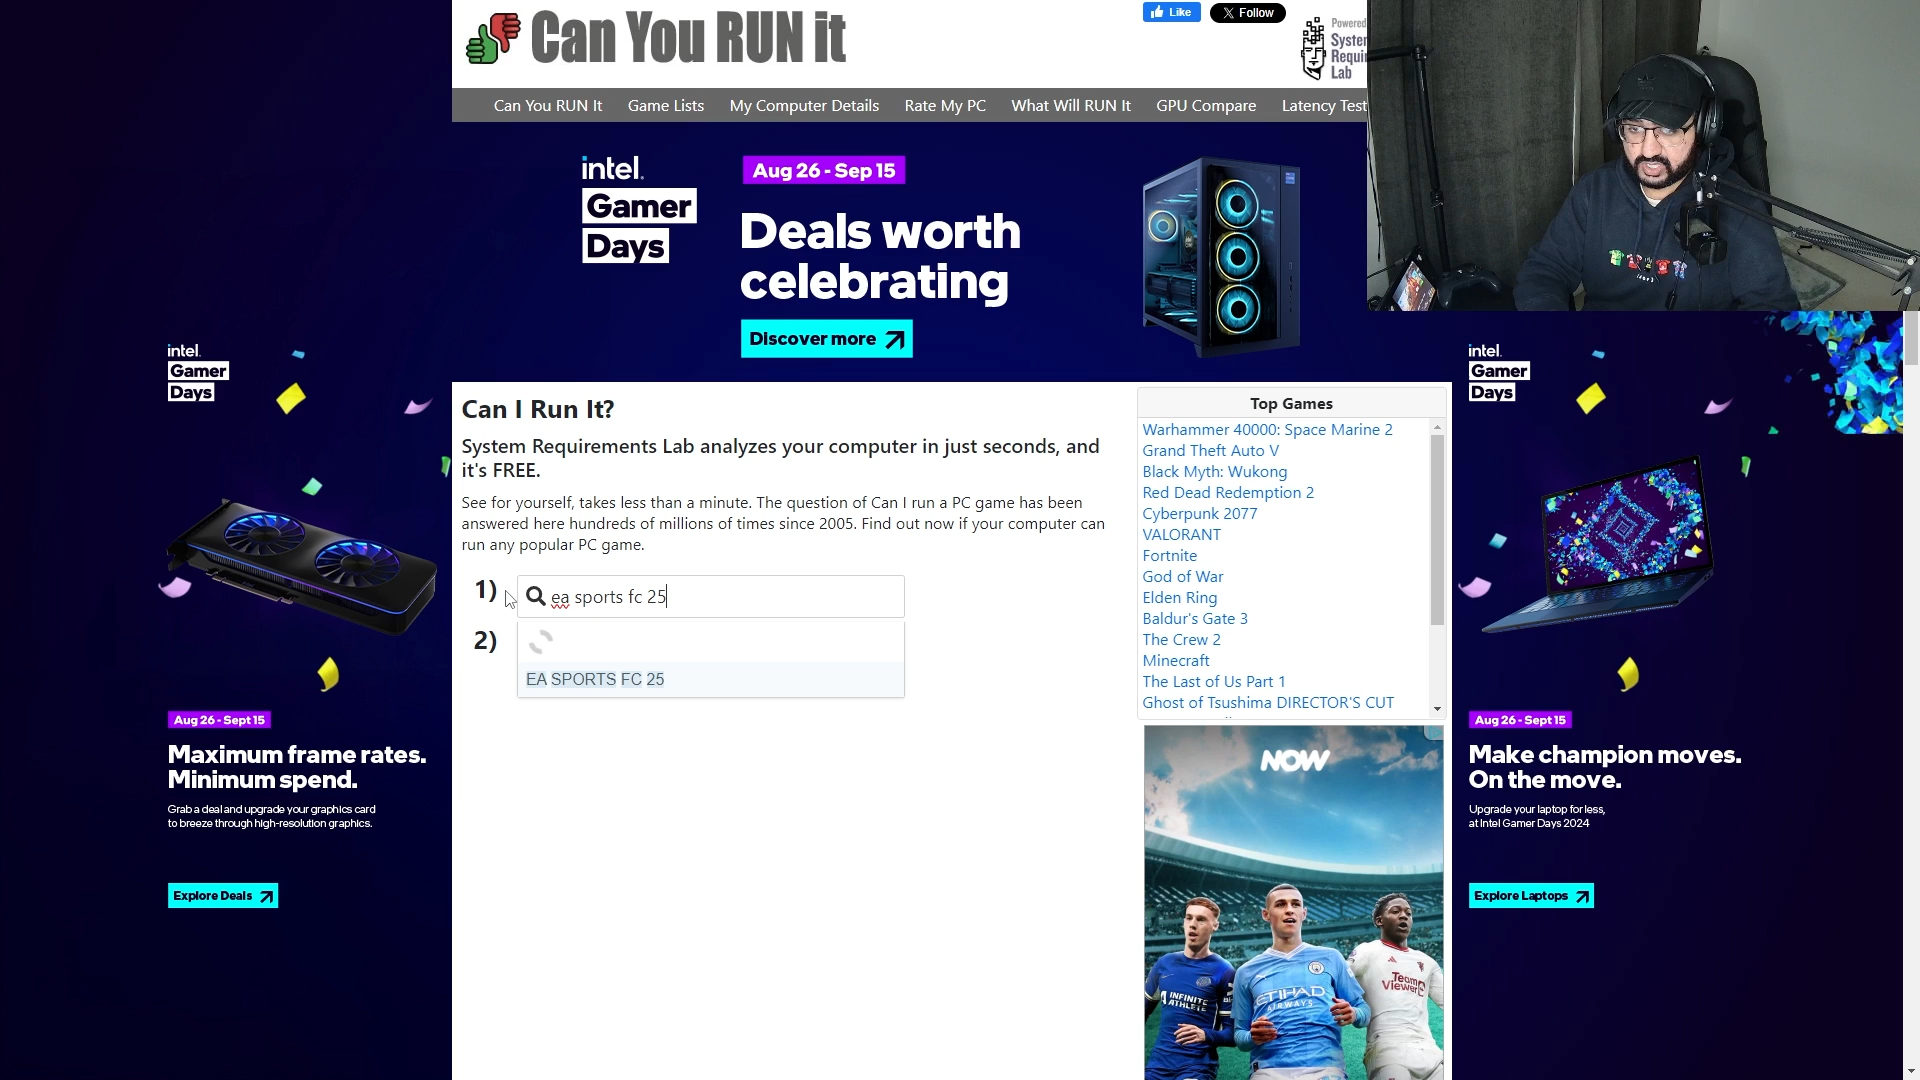 Can You RUN it
Like
Follow
Powered
System
Requir
Lab
Can You RUN It
Game Lists
My Computer Details
Rate My PC
What Will RUN It
GPU Compare
Latency Test
intel.
Gamer
Days
Aug 26 - Sep 15
Deals worth
celebrating
Discover more
intel.
Gamer
Days
Aug 26 - Sept 15
Maximum frame rates.
Minimum spend.
Grab a deal and upgrade your graphics card
to breeze through high-resolution graphics.
Explore Deals
Can I Run It?
System Requirements Lab analyzes your computer in just seconds, and
it's FREE.
See for yourself, takes less than a minute. The question of Can I run a PC game has been
answered here hundreds of millions of times since 2005. Find out now if your computer can
run any popular PC game.
1)
ea sports fc 25
2)
EA SPORTS FC 25
Top Games
Warhammer 40000: Space Marine 2
Grand Theft Auto V
Black Myth: Wukong
Red Dead Redemption 2
Cyberpunk 2077
VALORANT
Fortnite
God of War
Elden Ring
Baldur's Gate 3
The Crew 2
Minecraft
The Last of Us Part 1
Ghost of Tsushima DIRECTOR'S CUT
NOW
INFINITE
ATHLETE
ETIHAD
AIRWAYS
Team
Viewer
intel.
Gamer
Days
Aug 26 - Sept 15
Make champion moves.
On the move.
Upgrade your laptop for less,
at Intel Gamer Days 2024
Explore Laptops